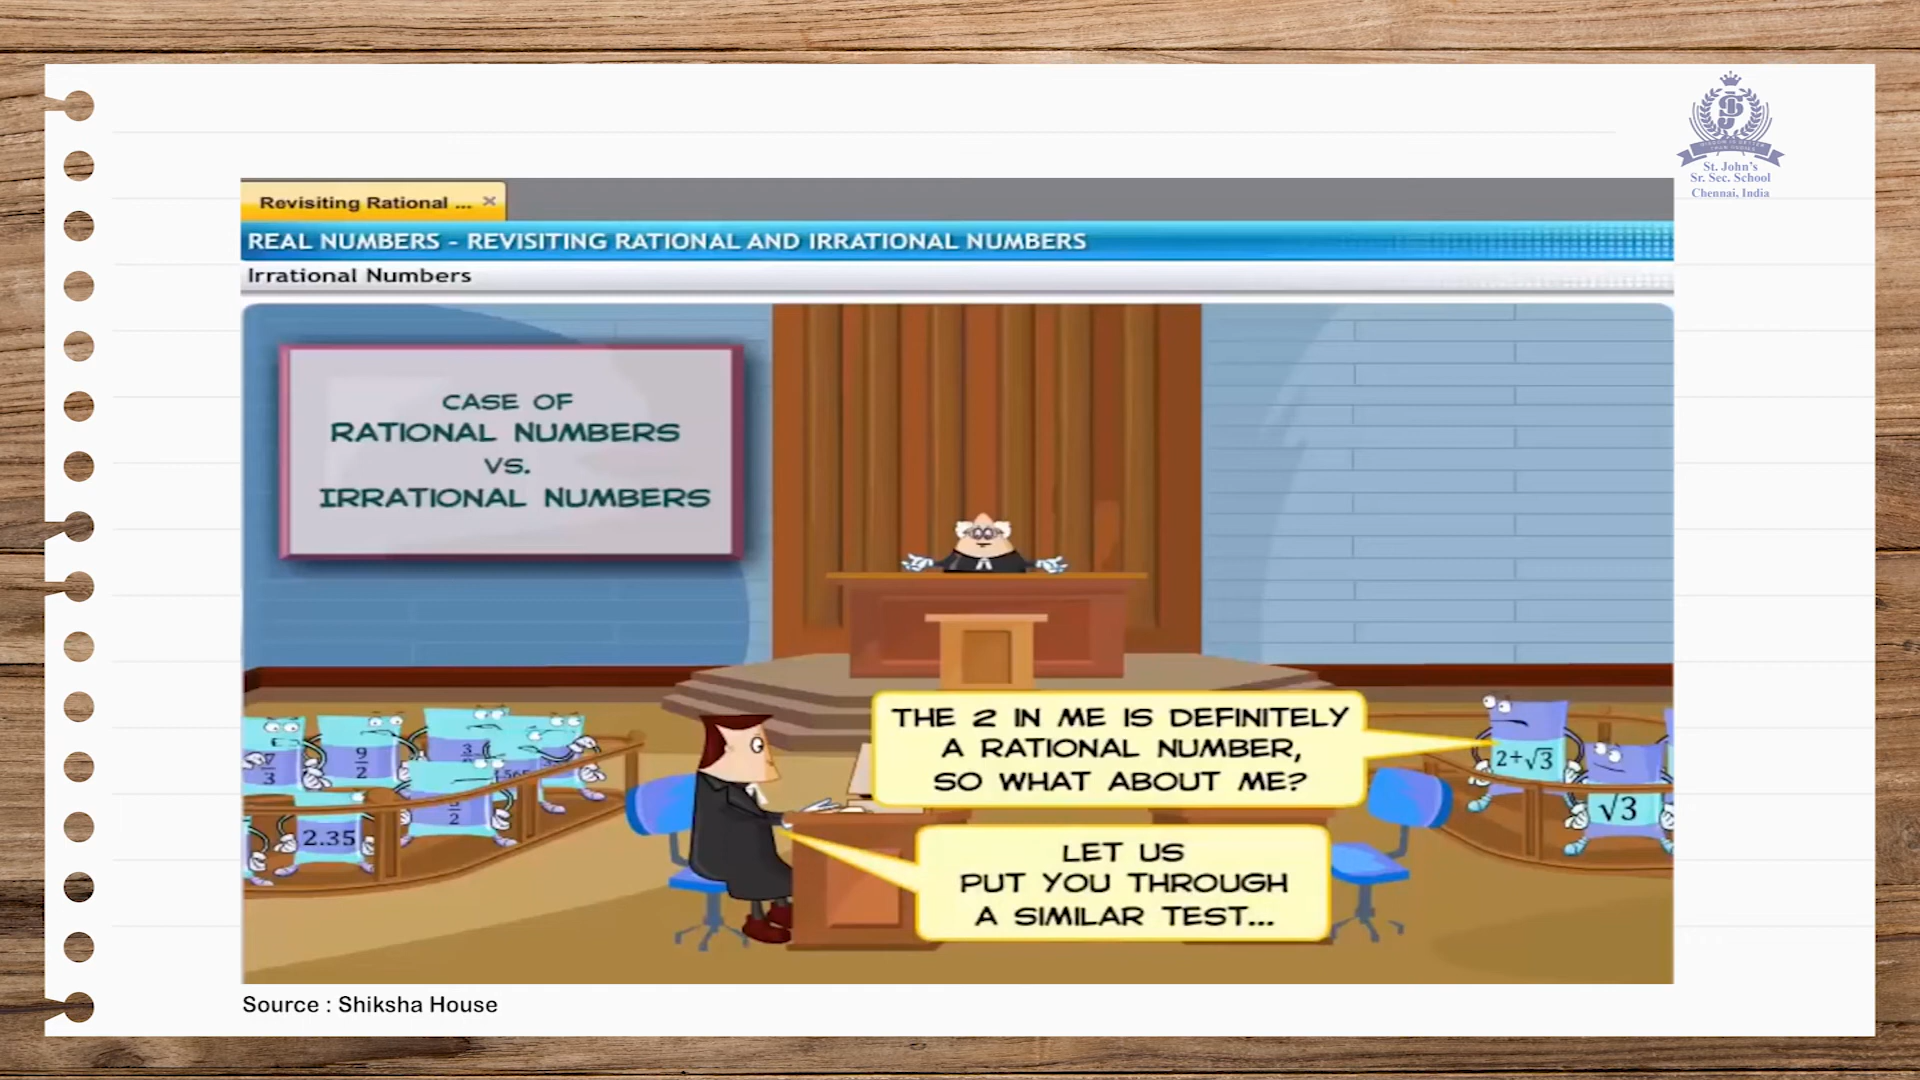 St. John's
Sr. Sec. School
Chennai, India
Revisiting Rational ...
REAL NUMBERS - REVISITING RATIONAL AND IRRATIONAL NUMBERS
Irrational Numbers
CASE OF
RATIONAL NUMBERS
VS.
IRRATIONAL NUMBERS
THE 2 IN ME IS DEFINITELY
A RATIONAL NUMBER,
SO WHAT ABOUT ME?
2+√3
√3
9
2
3
2
2.35
LET US
PUT YOU THROUGH
A SIMILAR TEST...
Source : Shiksha House